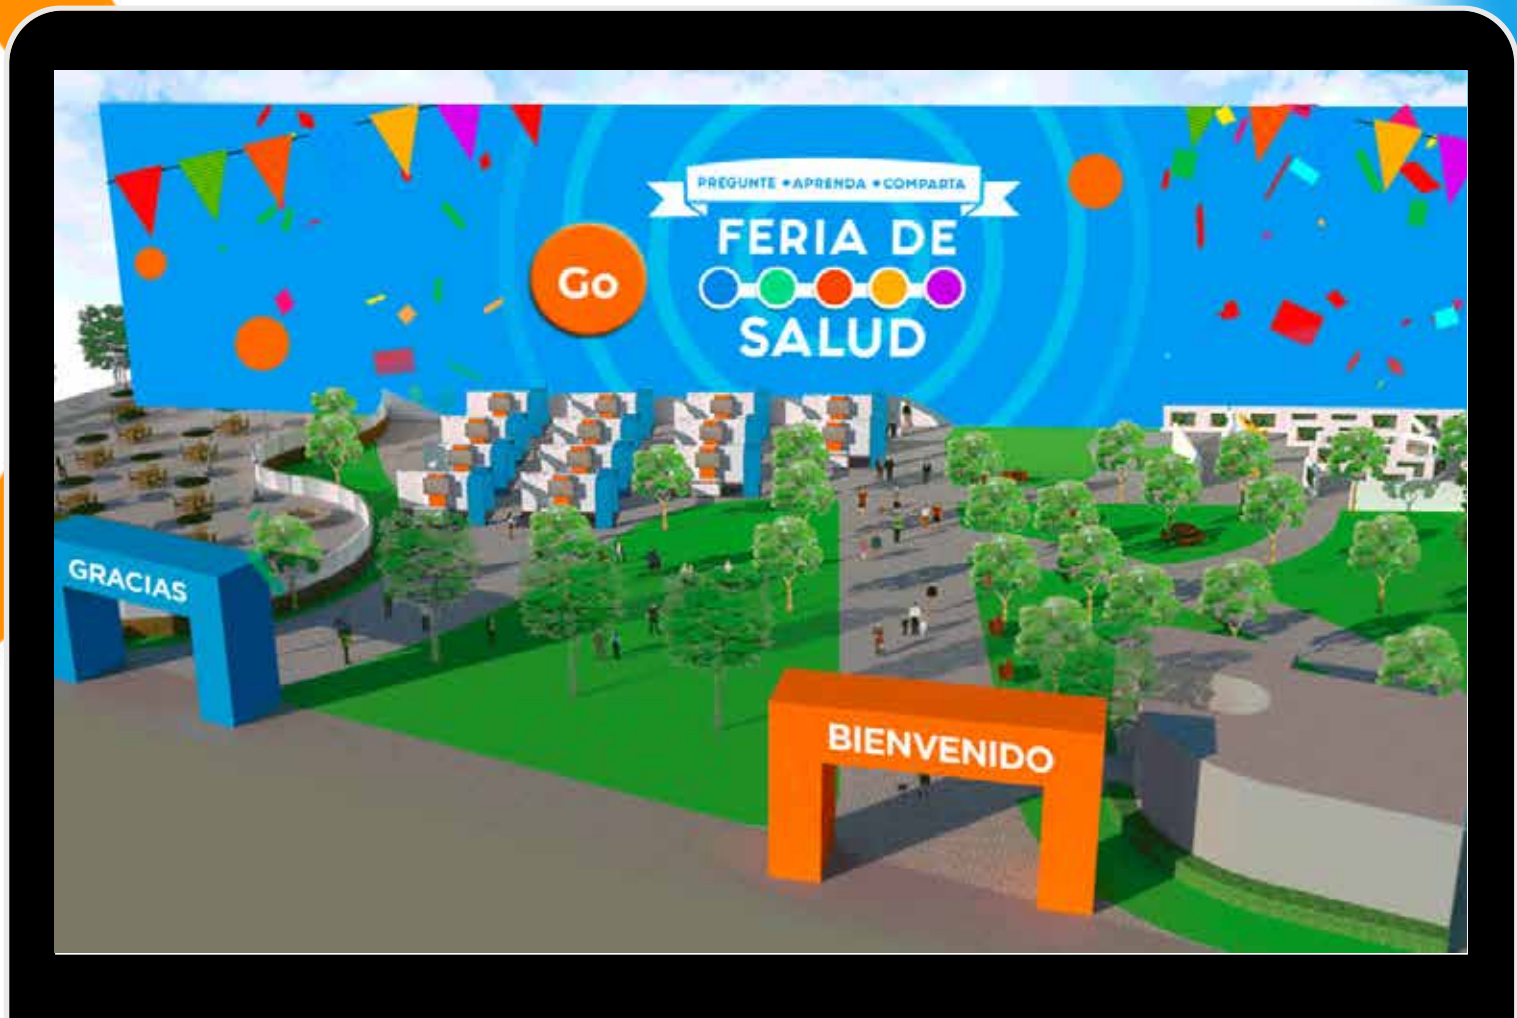 PREGUNTE • APRENDA • COMPARTA
FERIA DE
Go
SALUD
GRACIAS
BIENVENIDO